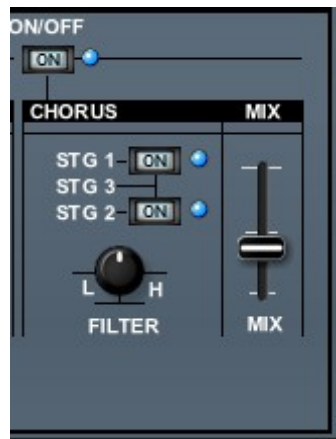 ON/OFF
ON
CHORUS MIX
STG 1 ON
STG 3
STG 2 ON
L H
FILTER MIX